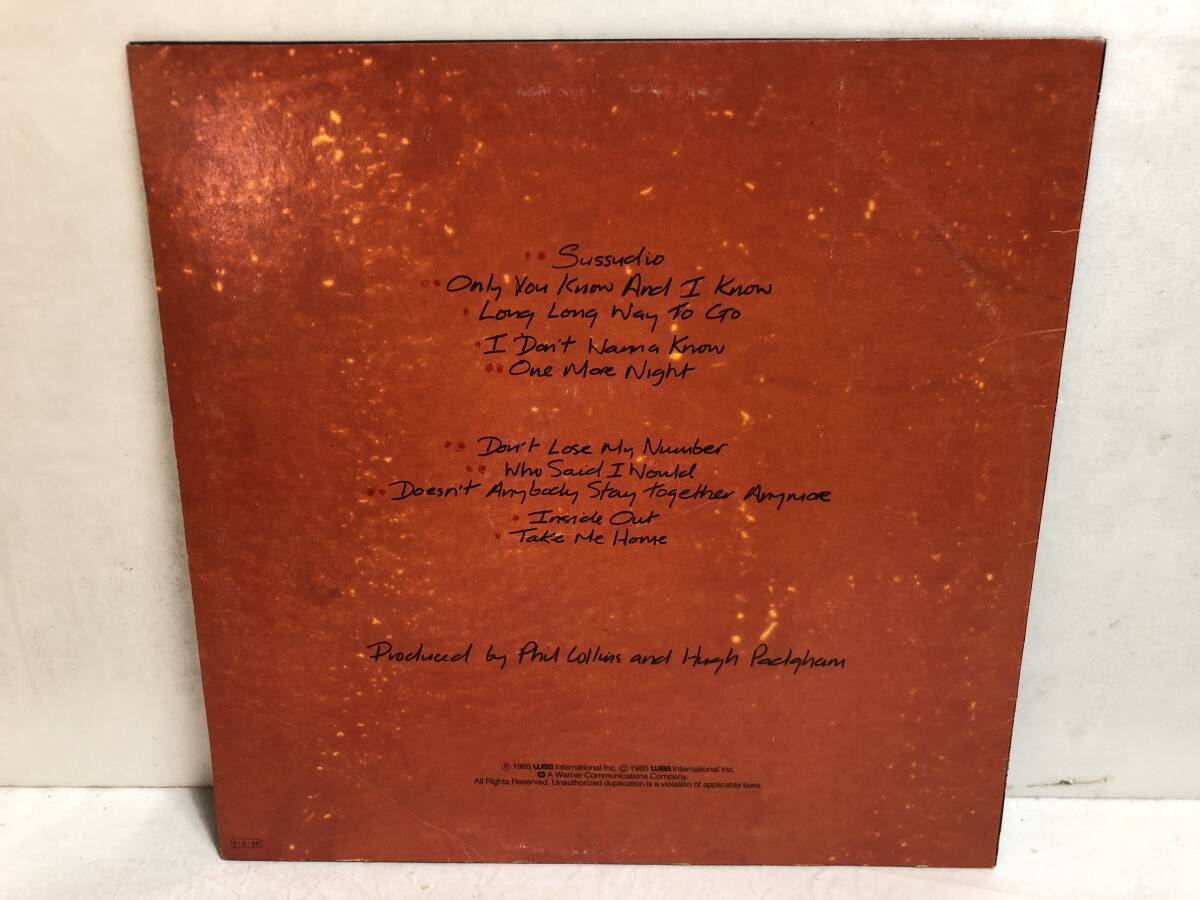 Sussudio
Only You Know And I Know
Long Long Way To Go
I Don't Wanna Know
One More Night
Don't Lose My Number
Who Said I Would
Doesn't Anybody Stay Together Anymore
Inside Out
Take Me Home
Produced by Phil Collins and Hugh Padgham
℗ 1985 wea International Inc. © 1985 wea International Inc.
A Warner Communications Company.
All Rights Reserved. Unauthorized duplication is a violation of applicable laws.